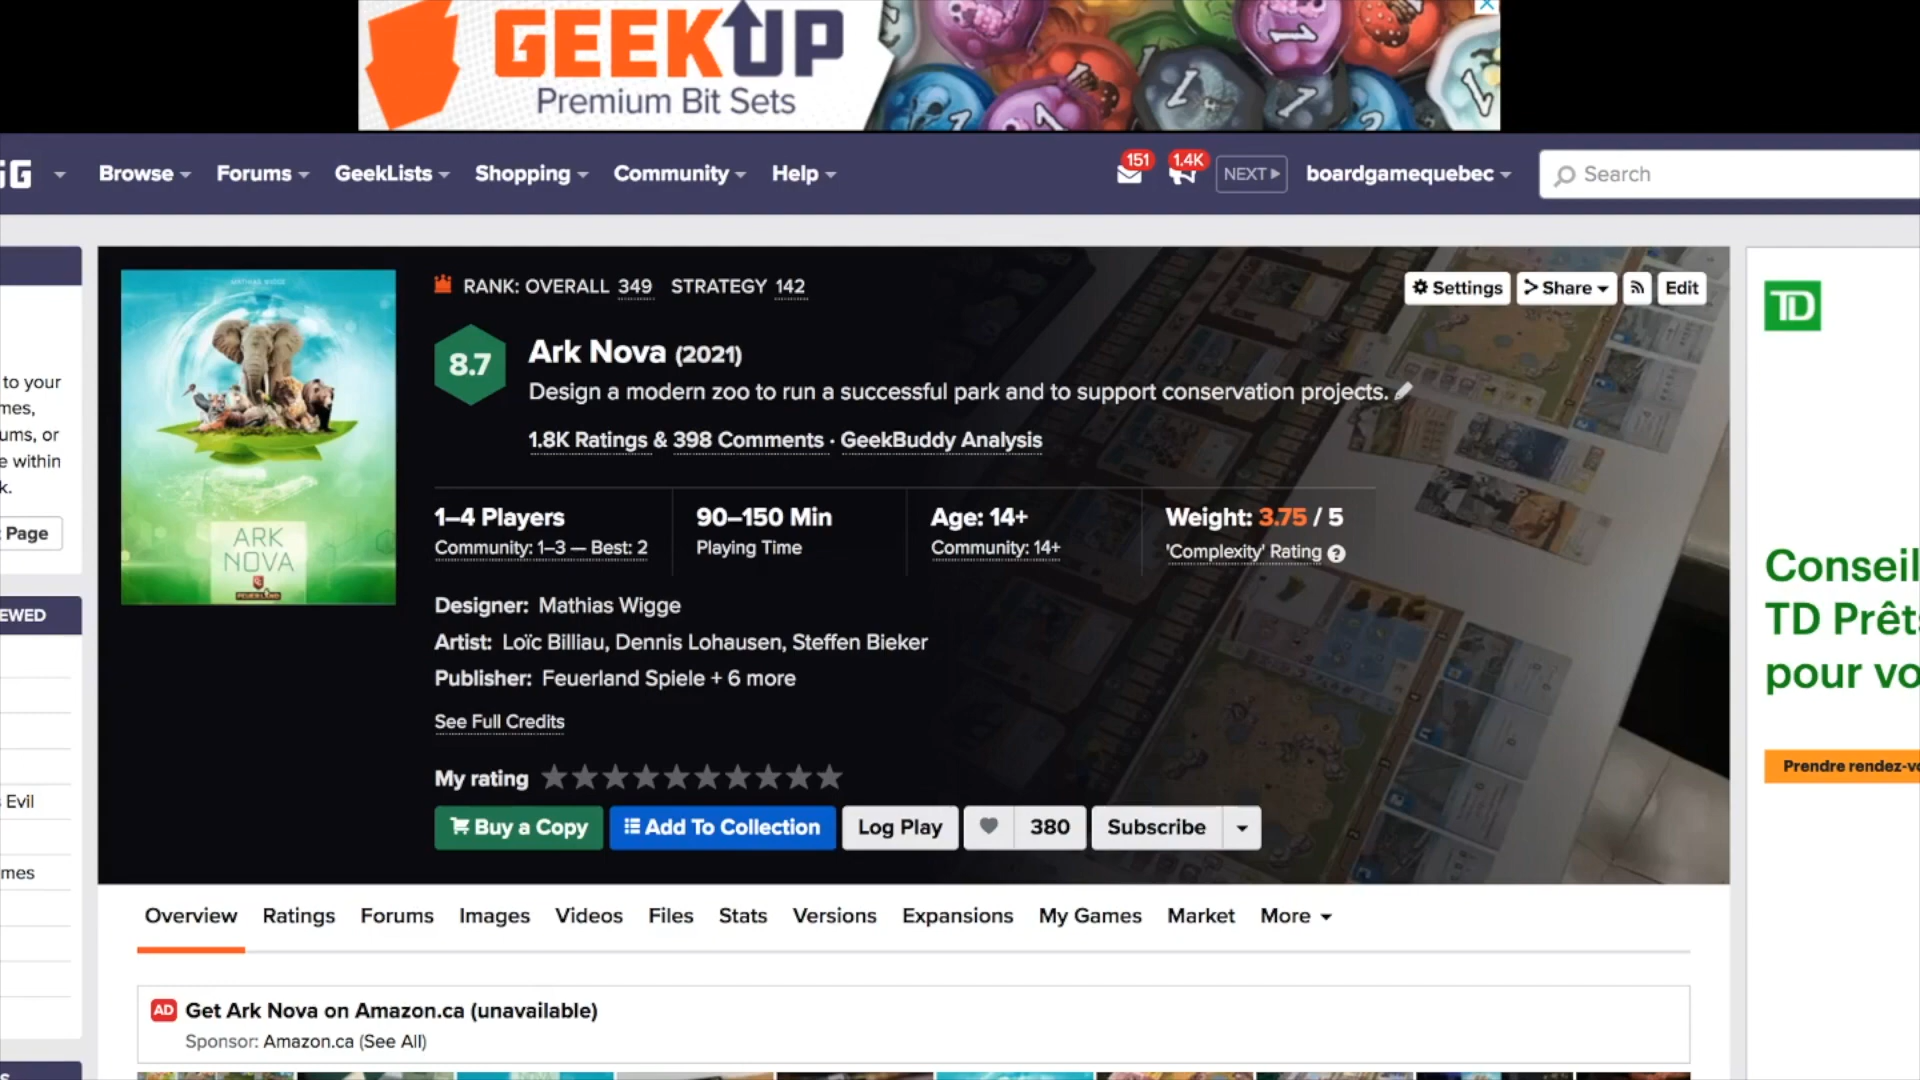 GEEKUP
Premium Bit Sets
Browse
Forums
GeekLists
Shopping
Community
Help
151
1.4K
NEXT
boardgamequebec
Search
to your
mes,
ums, or
e within
k.
Page
EWED
Evil
mes
MATHIAS WIGGE
ARK
NOVA
FEUERLAND
RANK: OVERALL 349 STRATEGY 142
Settings
Share
Edit
8.7
Ark Nova (2021)
Design a modern zoo to run a successful park and to support conservation projects.
1.8K Ratings & 398 Comments · GeekBuddy Analysis
1–4 Players
Community: 1–3 — Best: 2
90–150 Min
Playing Time
Age: 14+
Community: 14+
Weight: 3.75 / 5
'Complexity' Rating ?
Designer: Mathias Wigge
Artist: Loïc Billiau, Dennis Lohausen, Steffen Bieker
Publisher: Feuerland Spiele + 6 more
See Full Credits
My rating
Buy a Copy
Add To Collection
Log Play
380
Subscribe
Overview
Ratings
Forums
Images
Videos
Files
Stats
Versions
Expansions
My Games
Market
More
AD Get Ark Nova on Amazon.ca (unavailable)
Sponsor: Amazon.ca (See All)
TD
Conseil
TD Prêt
pour vo
Prendre rendez-v